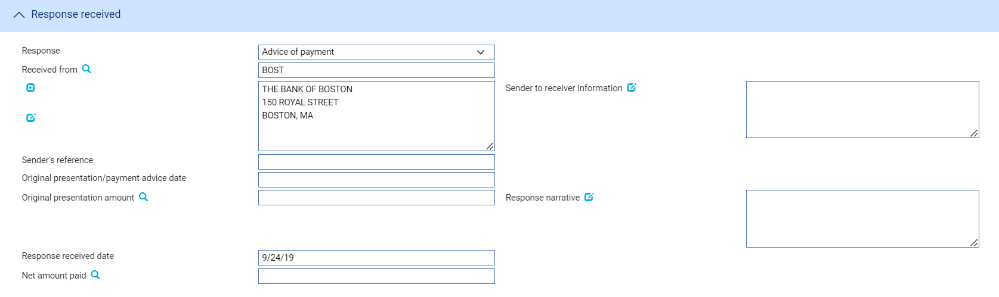 Response received
Response
Advice of payment
Received from
BOST
THE BANK OF BOSTON
150 ROYAL STREET
BOSTON, MA
Sender to receiver information
Sender's reference
Original presentation/payment advice date
Original presentation amount
Response narrative
Response received date
9/24/19
Net amount paid